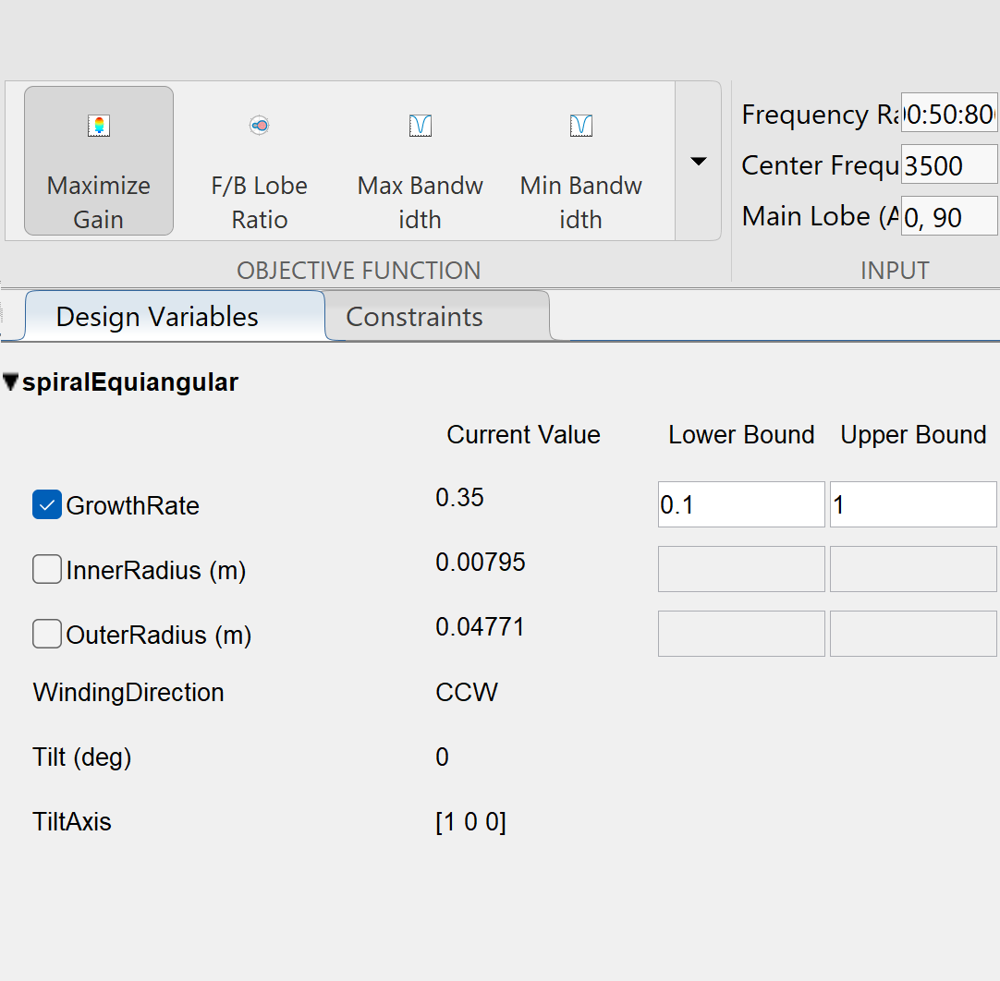 Maximize Gain
F/B Lobe Ratio
Max Bandw idth
Min Bandw idth
OBJECTIVE FUNCTION
Frequency Ra 0:50:80
Center Frequ 3500
Main Lobe (A 0, 90
INPUT
Design Variables Constraints
spiralEquiangular
Current Value Lower Bound Upper Bound
GrowthRate 0.35 0.1 1
InnerRadius (m) 0.00795
OuterRadius (m) 0.04771
WindingDirection CCW
Tilt (deg) 0
TiltAxis [1 0 0]